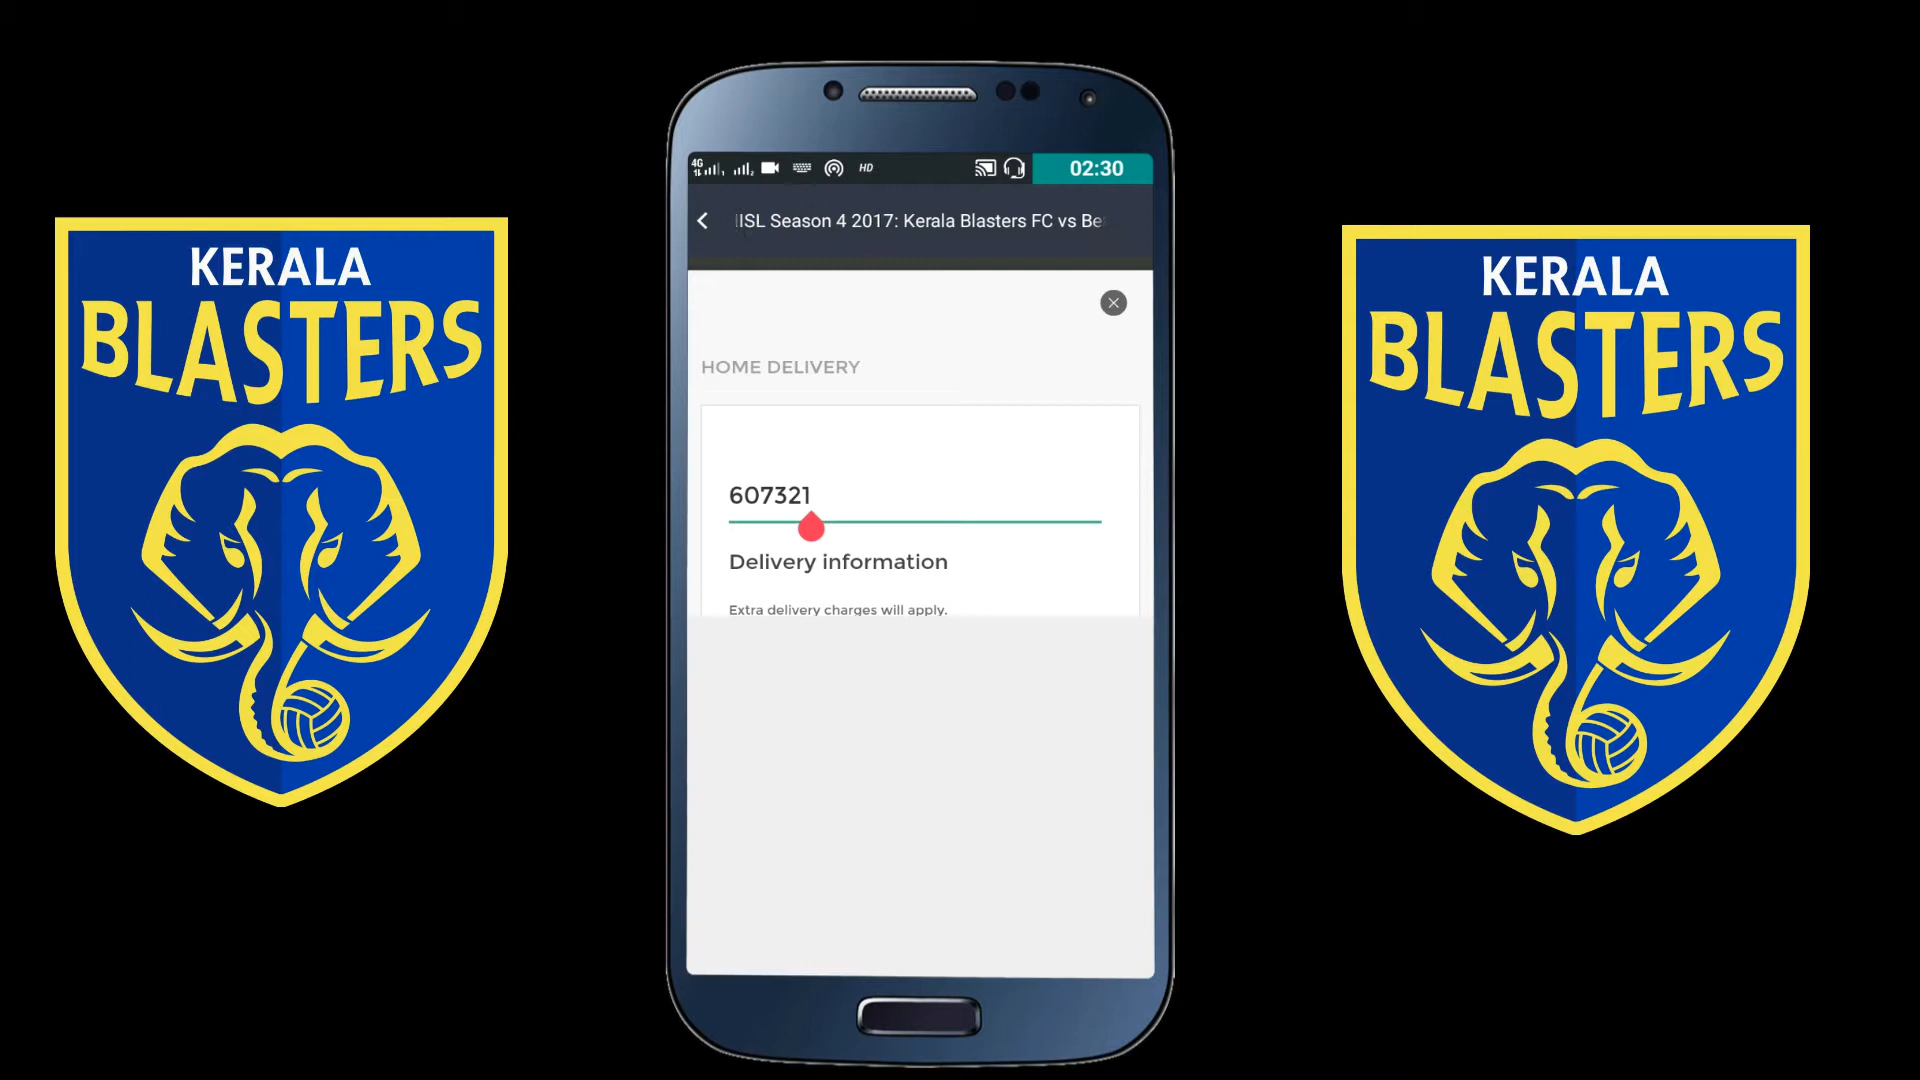 KERALA
BLASTERS
4G
HD
02:30
ISL Season 4 2017: Kerala Blasters FC vs Be
HOME DELIVERY
607321
Delivery information
Extra delivery charges will apply.
KERALA
BLASTERS